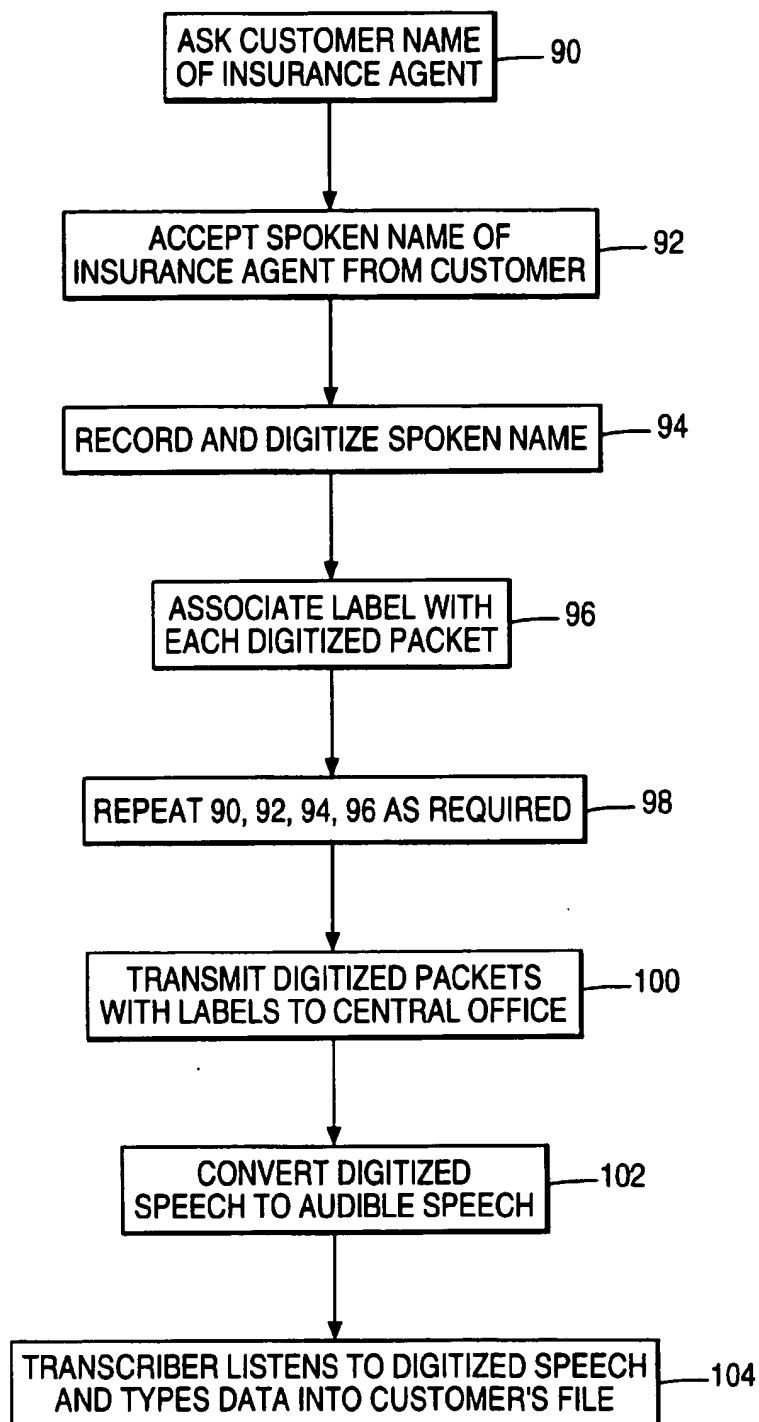 ASK CUSTOMER NAME
OF INSURANCE AGENT
90
ACCEPT SPOKEN NAME OF
INSURANCE AGENT FROM CUSTOMER
92
RECORD AND DIGITIZE SPOKEN NAME
94
ASSOCIATE LABEL WITH
EACH DIGITIZED PACKET
96
REPEAT 90, 92, 94, 96 AS REQUIRED
98
TRANSMIT DIGITIZED PACKETS
WITH LABELS TO CENTRAL OFFICE
100
CONVERT DIGITIZED
SPEECH TO AUDIBLE SPEECH
102
TRANSCRIBER LISTENS TO DIGITIZED SPEECH
AND TYPES DATA INTO CUSTOMER'S FILE
104